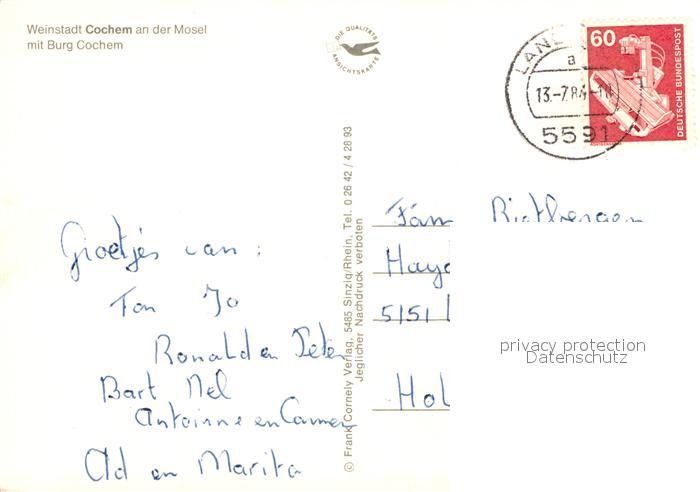 Weinstadt Cochem an der Mosel
mit Burg Cochem
DIE QUALITÄTS
ANSICHTSKARTE
60
DEUTSCHE BUNDESPOST
a
13.-7.84-18
5591
© Frank Cornely Verlag, 5485 Sinzig/Rhein, Tel. 0 26 42 / 4 28 93
Jeglicher Nachdruck verboten
Groetjes van:
Ton Jo
Ronald en Peter
Bart Nel
Antoinne en Carmen
Ad en Marita
Fam
Hayd
5151
Hol
privacy protection
Datenschutz